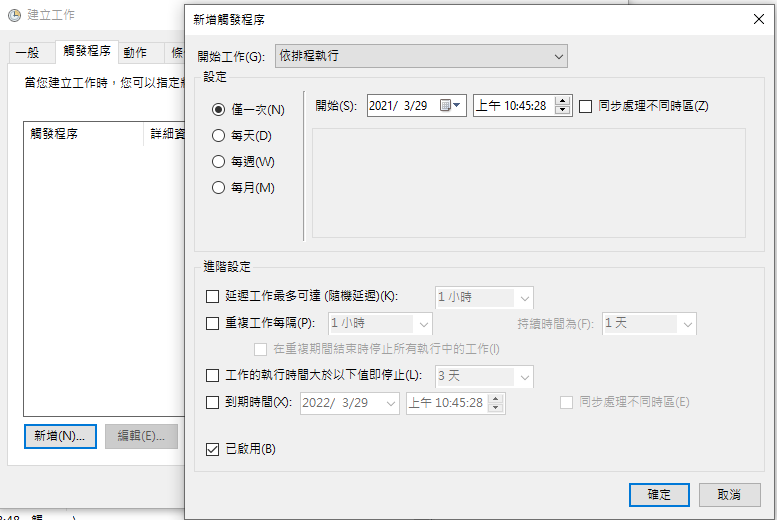 建立工作
一般
觸發程序
動作
條
當您建立工作時，您可以指定
觸發程序
詳細資
新增(N)...
編輯(E)...
新增觸發程序
開始工作(G):
依排程執行
設定
僅一次(N)
每天(D)
每週(W)
每月(M)
開始(S):
2021/ 3/29
上午 10:45:28
同步處理不同時區(Z)
進階設定
延遲工作最多可達 (隨機延遲)(K):
1 小時
重複工作每隔(P):
1 小時
持續時間為(F):
1 天
在重複期間結束時停止所有執行中的工作(I)
工作的執行時間大於以下值即停止(L):
3 天
到期時間(X):
2022/ 3/29
上午 10:45:28
同步處理不同時區(E)
已啟用(B)
確定
取消